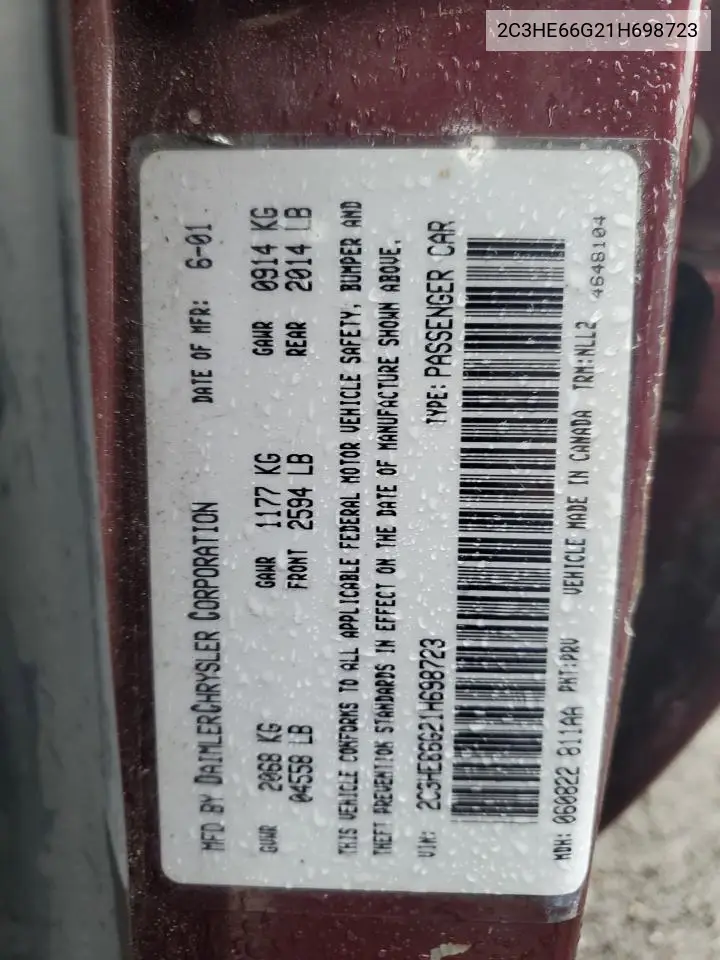 2C3HE66G21H698723
MFD BY DAIMLERCHRYSLER CORPORATION DATE OF MFR: 6-01
GVWR 2068 KG GAWR 1177 KG GAWR 0914 KG
04558 LB FRONT 2594 LB REAR 2014 LB
THIS VEHICLE CONFORMS TO ALL APPLICABLE FEDERAL MOTOR VEHICLE SAFETY, BUMPER AND
THEFT PREVENTION STANDARDS IN EFFECT ON THE DATE OF MANUFACTURE SHOWN ABOVE.
VIN: 2C3HE66G21H698723 TYPE: PASSENGER CAR
MDH: 060822 811AA PNT:PRV VEHICLE MADE IN CANADA TRM:NLL2 4648104